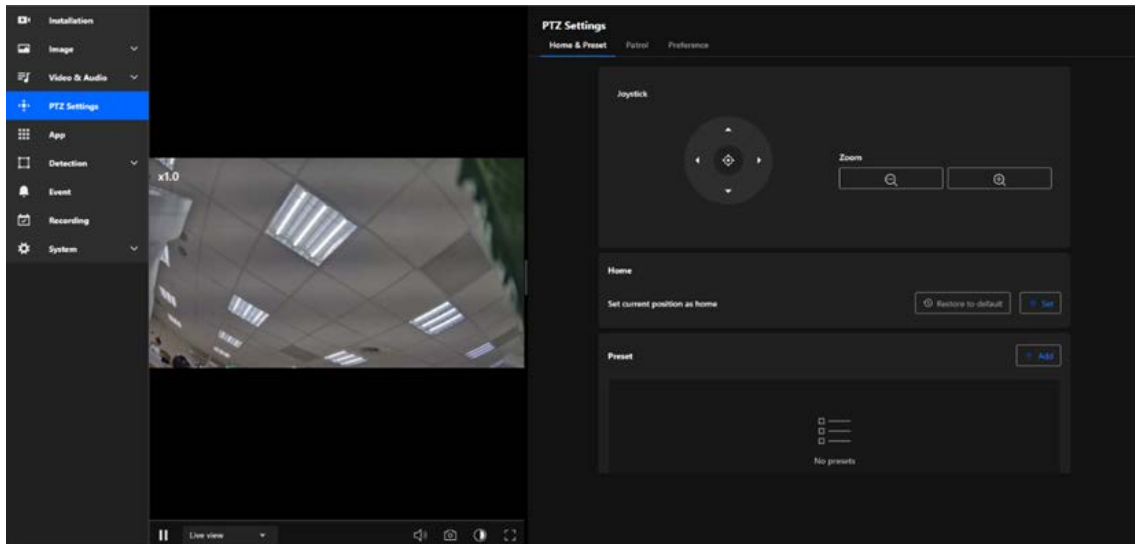 Installation
Image
Video & Audio
PTZ Settings
App
Detection
Event
Recording
System
x1.0
Live view
PTZ Settings
Home & Preset Patrol Preference
Joystick
Zoom
Home
Set current position as home Restore to default + Set
Preset + Add
No presets